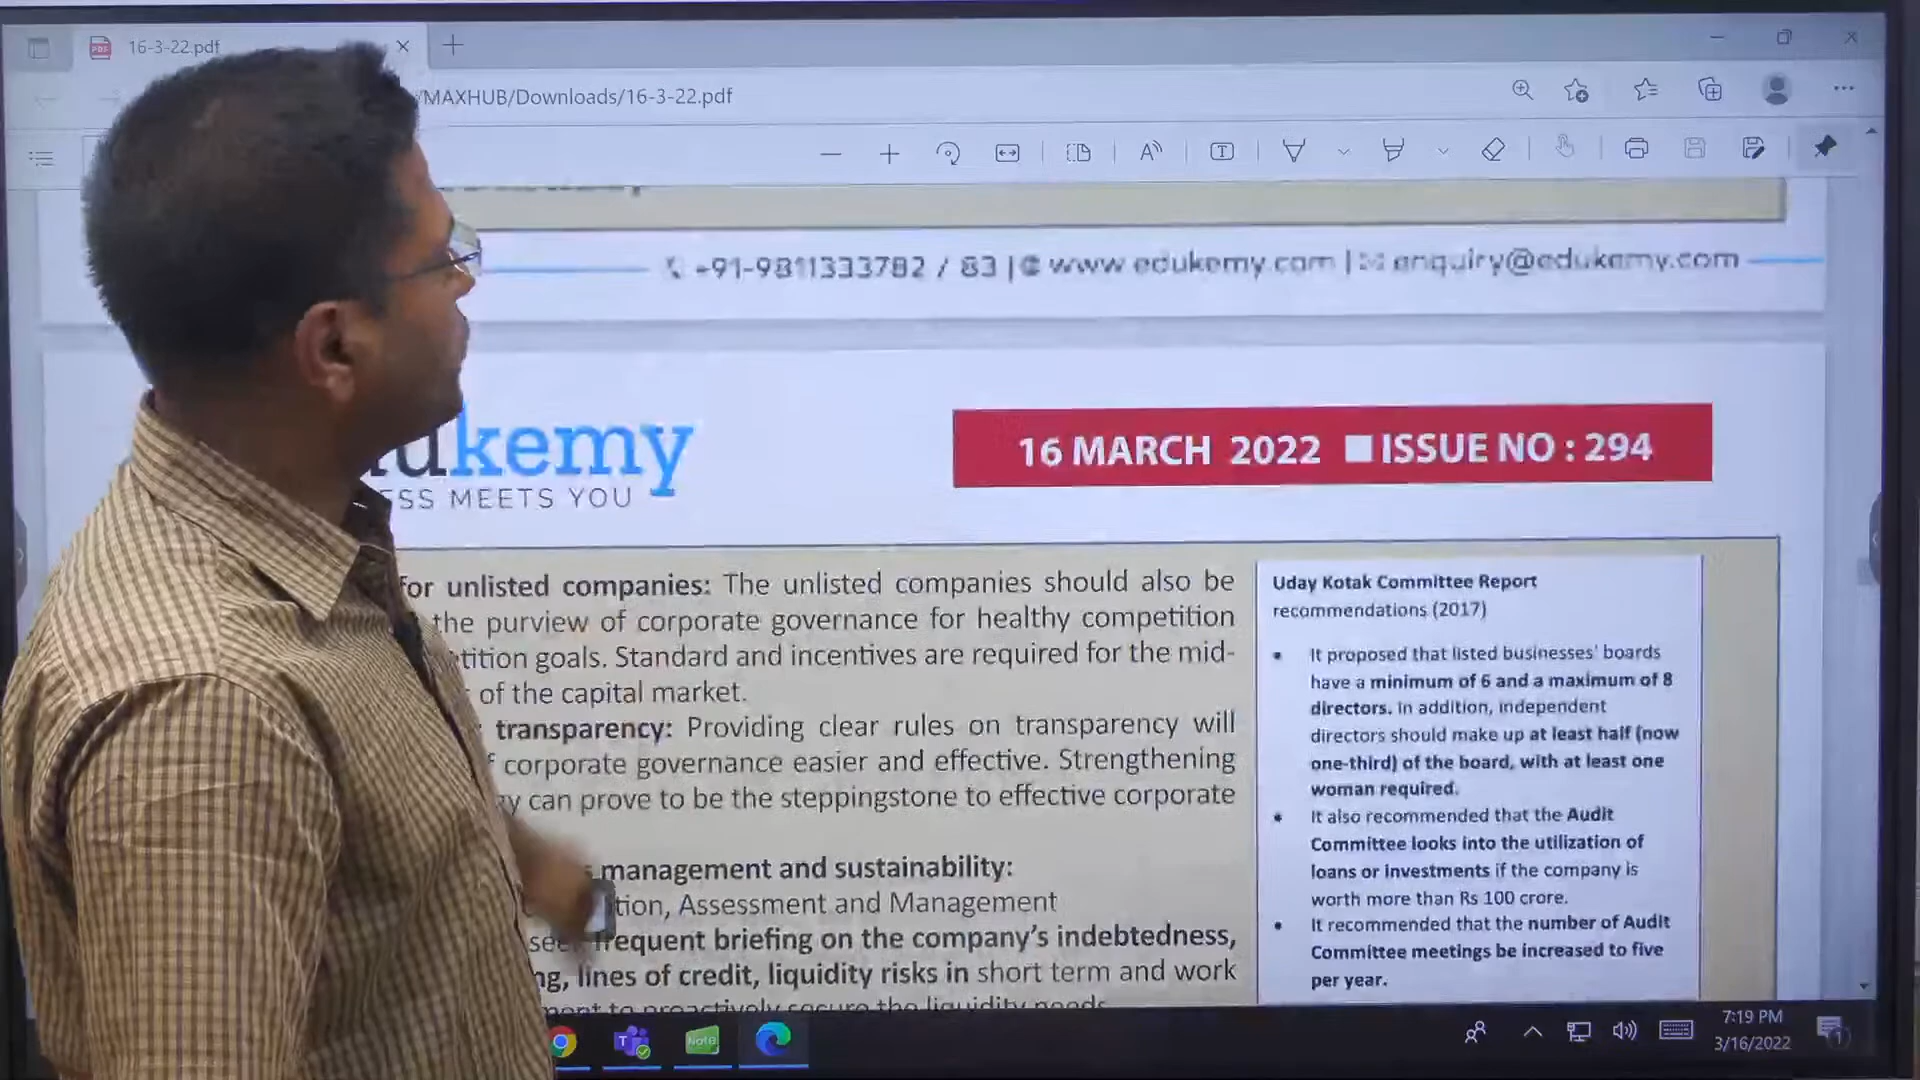 16-3-22.pdf
/MAXHUB/Downloads/16-3-22.pdf
+91-9811333782 / 83 | www.edukemy.com | enquiry@edukemy.com
ukemy
ESS MEETS YOU
16 MARCH 2022 ■ ISSUE NO : 294
for unlisted companies: The unlisted companies should also be
the purview of corporate governance for healthy competition
tition goals. Standard and incentives are required for the mid-
of the capital market.
transparency: Providing clear rules on transparency will
corporate governance easier and effective. Strengthening
gy can prove to be the steppingstone to effective corporate
management and sustainability:
tion, Assessment and Management
frequent briefing on the company's indebtedness,
ng, lines of credit, liquidity risks in short term and work
ment to proactively secure the liquidity needs
Uday Kotak Committee Report
recommendations (2017)
• It proposed that listed businesses' boards
have a minimum of 6 and a maximum of 8
directors. In addition, independent
directors should make up at least half (now
one-third) of the board, with at least one
woman required.
• It also recommended that the Audit
Committee looks into the utilization of
loans or investments if the company is
worth more than Rs 100 crore.
• It recommended that the number of Audit
Committee meetings be increased to five
per year.
Note
7:19 PM
3/16/2022